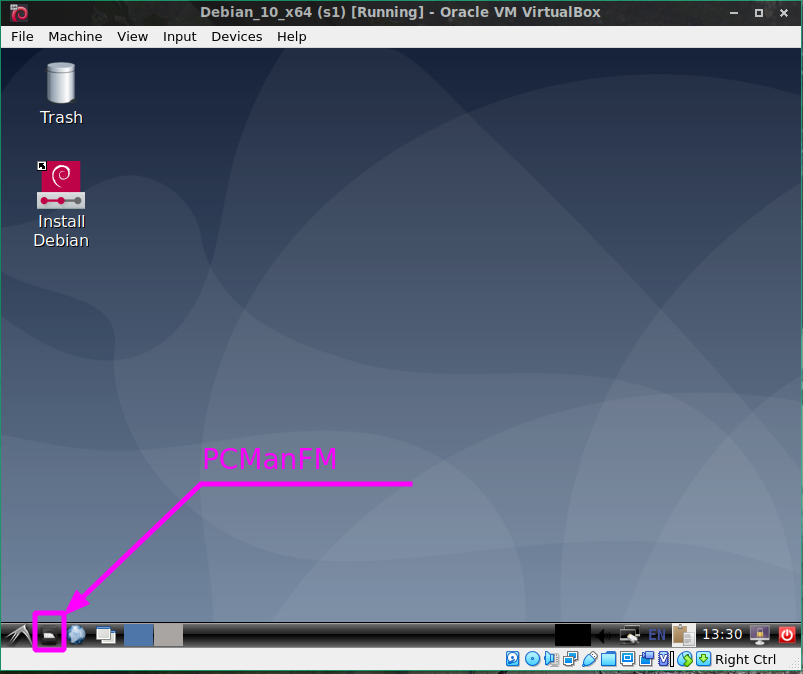 Debian_10_x64 (s1) [Running] - Oracle VM VirtualBox
File Machine View Input Devices Help
Trash
Install
Debian
PCManFM
EN 13:30
Right Ctrl